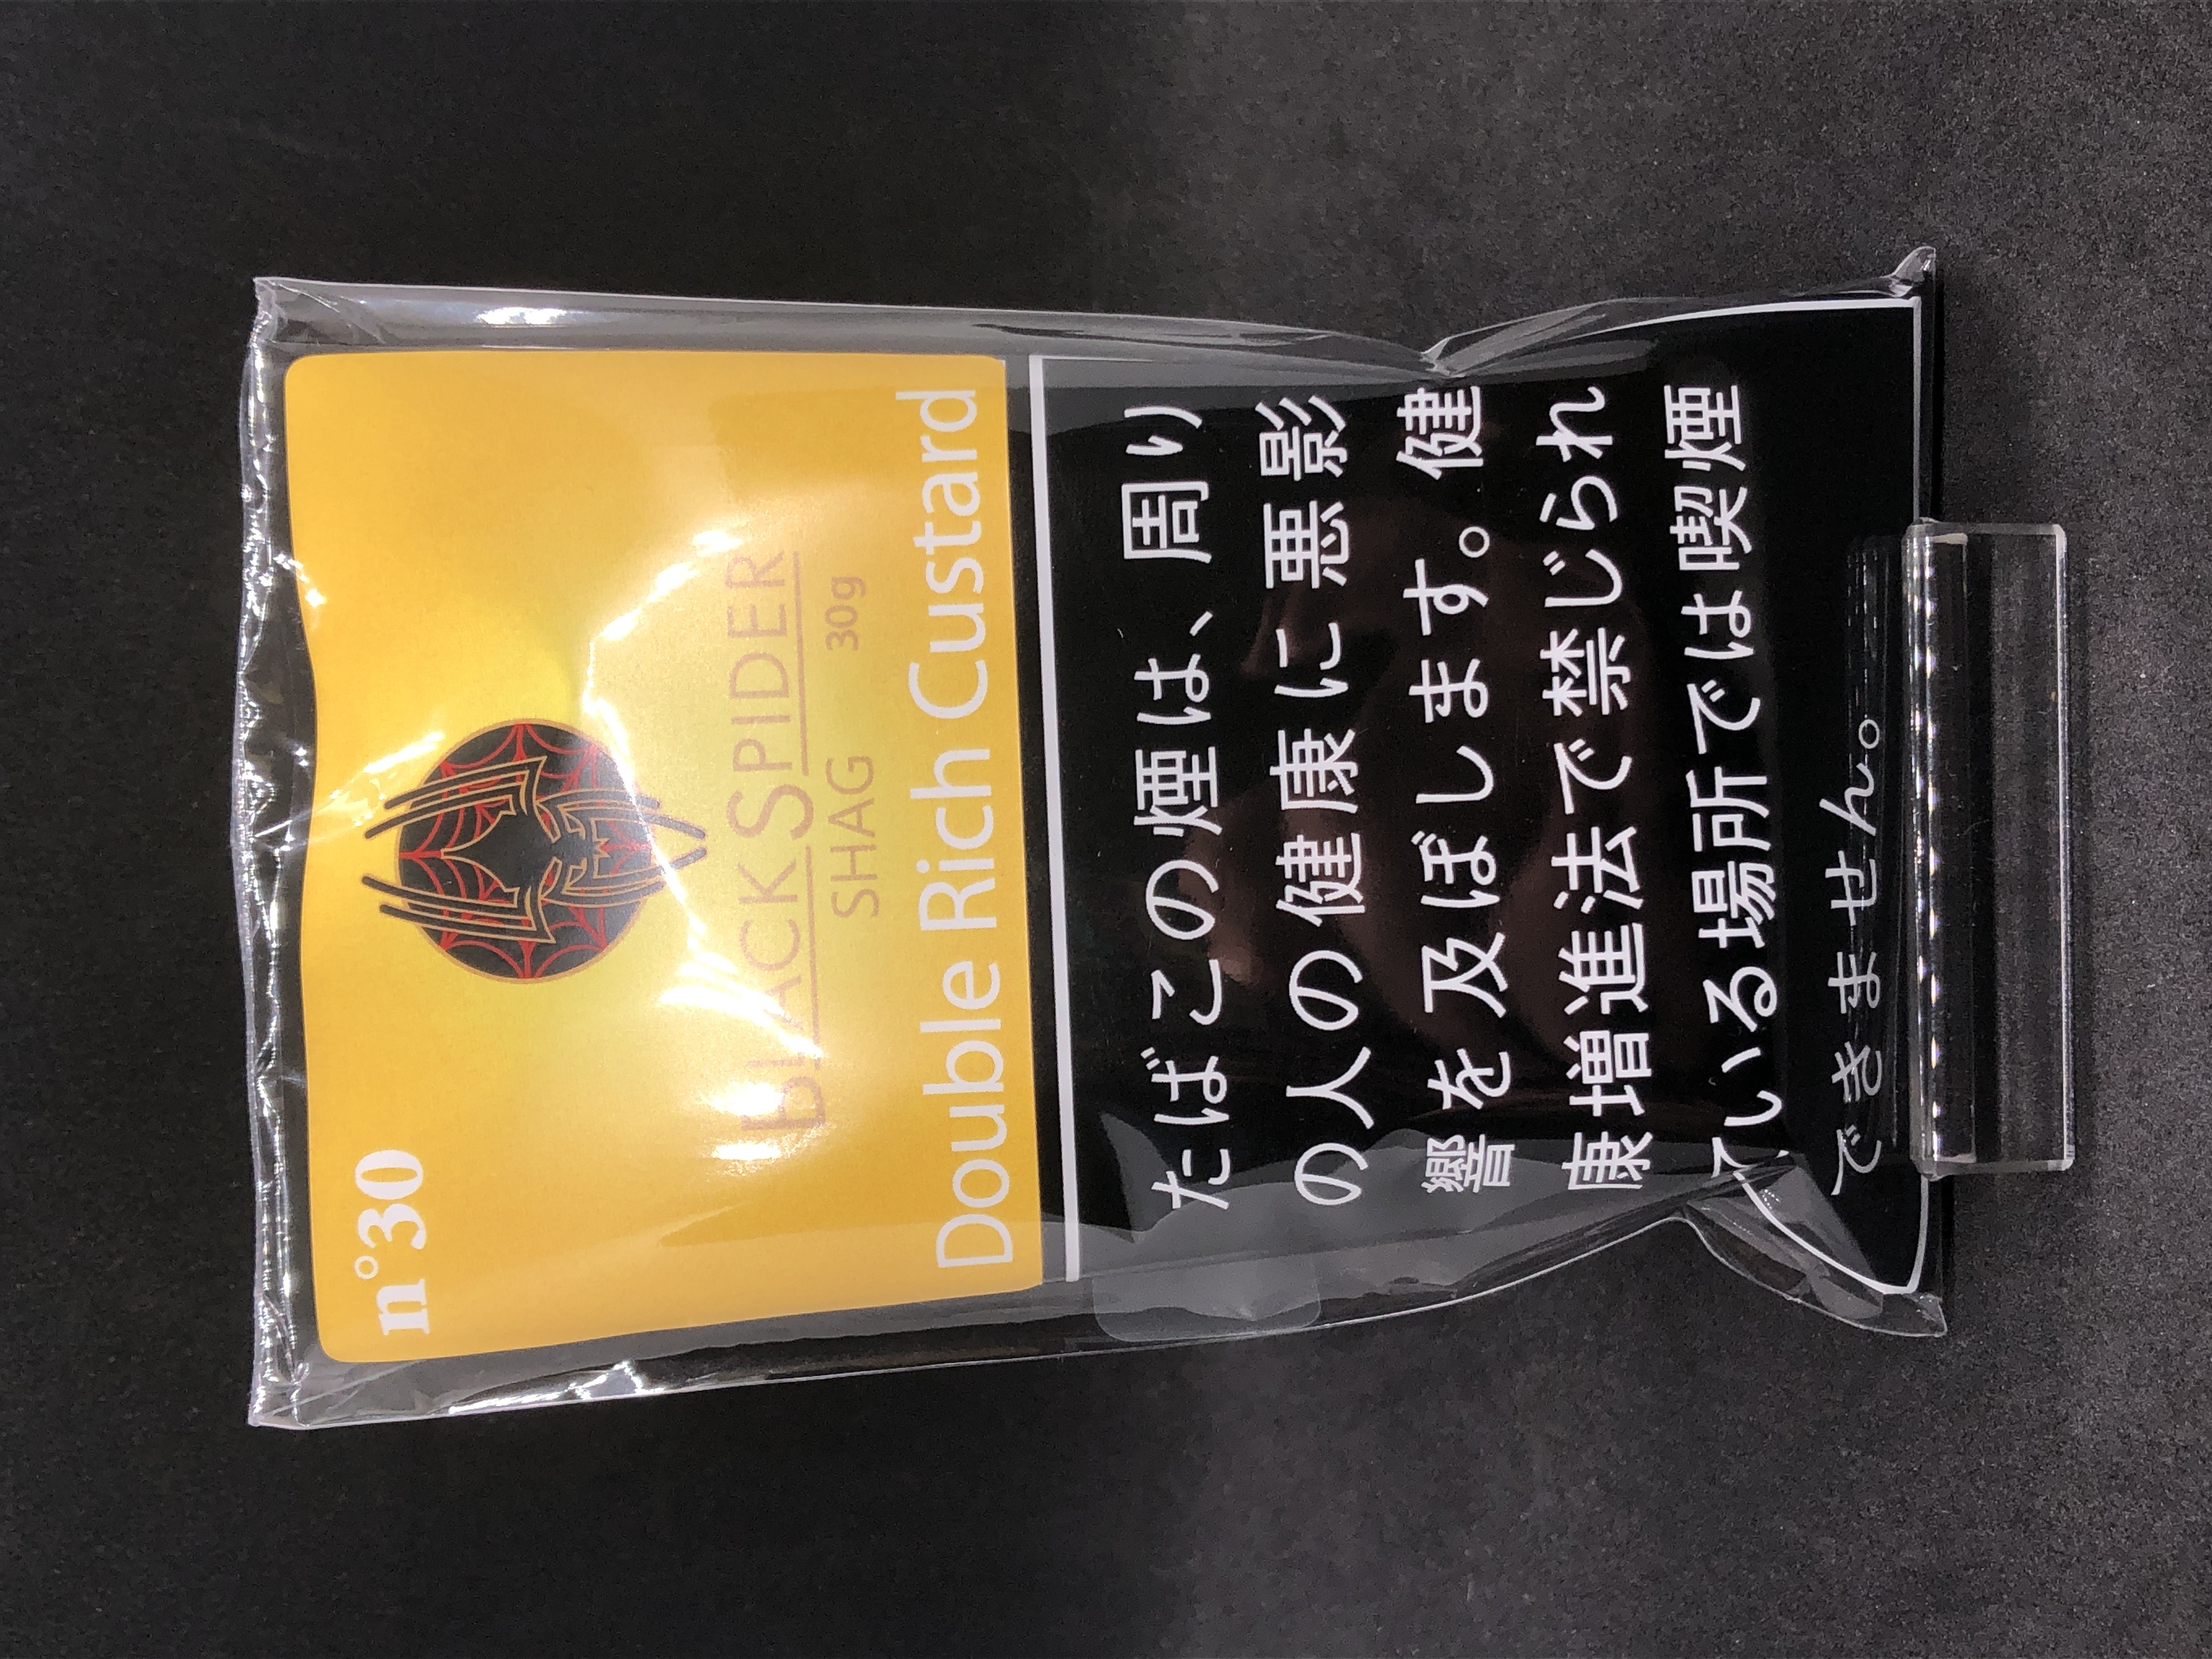 n°30
BLACKSPIDER
SHAG 30g
Double Rich Custard
たばこの煙は、周り
の人の健康に悪影
響を及ぼします。健
康増進法で禁じられ
ている場所では喫煙
できません。